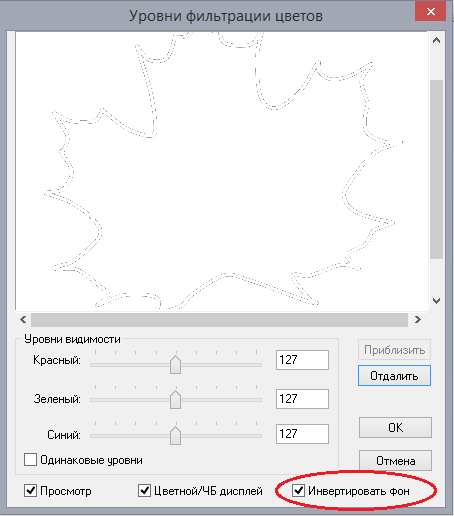 Уровни фильтрации цветов
Уровни видимости
Красный: 127
Зеленый: 127
Синий: 127
Одинаковые уровни
Приблизить
Отдалить
OK
Отмена
Просмотр Цветной/ЧБ дисплей Инвертировать фон